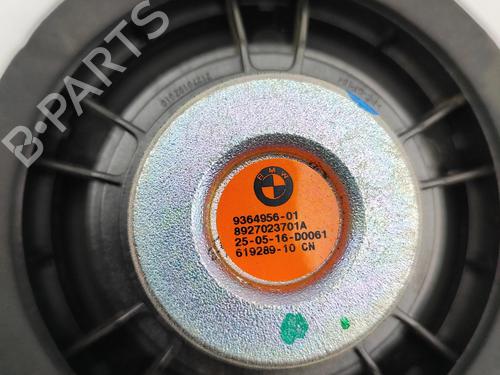 B-PARTS
BMW
9364956-01
8927023701A
25-05-16-D0061
619289-10 CN